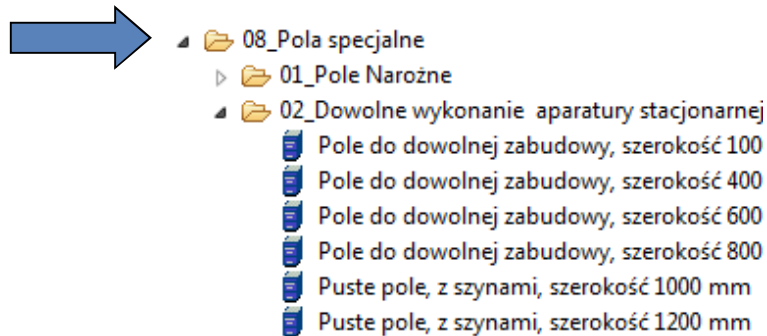 08_Pola specjalne
01_Pole Narożne
02_Dowolne wykonanie aparatury stacjonarnej
Pole do dowolnej zabudowy, szerokość 100
Pole do dowolnej zabudowy, szerokość 400
Pole do dowolnej zabudowy, szerokość 600
Pole do dowolnej zabudowy, szerokość 800
Puste pole, z szynami, szerokość 1000 mm
Puste pole, z szynami, szerokość 1200 mm